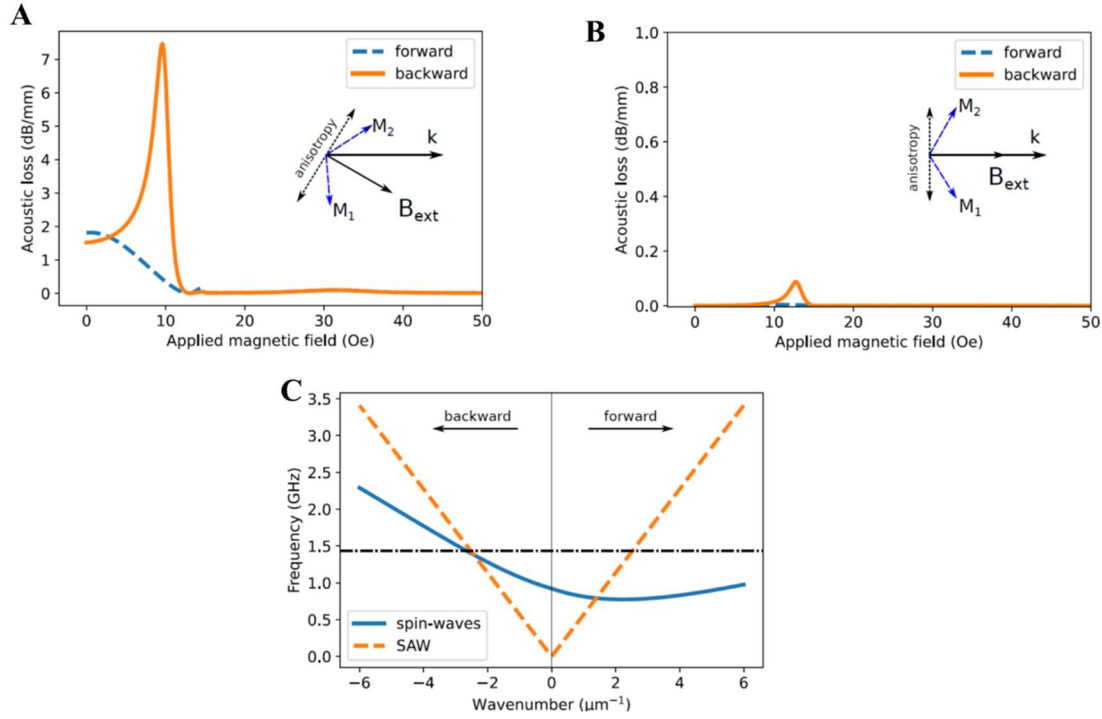 A
Acoustic loss (dB/mm)
7
6
5
4
3
2
1
0
forward
backward
anisotropy
M2
k
M1
Bext
0 10 20 30 40 50
Applied magnetic field (Oe)
B
Acoustic loss (dB/mm)
1.0
0.8
0.6
0.4
0.2
0.0
forward
backward
anisotropy
M2
k
Bext
M1
0 10 20 30 40 50
Applied magnetic field (Oe)
C
Frequency (GHz)
3.5
3.0
2.5
2.0
1.5
1.0
0.5
0.0
backward
forward
spin-waves
SAW
−6 −4 −2 0 2 4 6
Wavenumber (μm⁻¹)